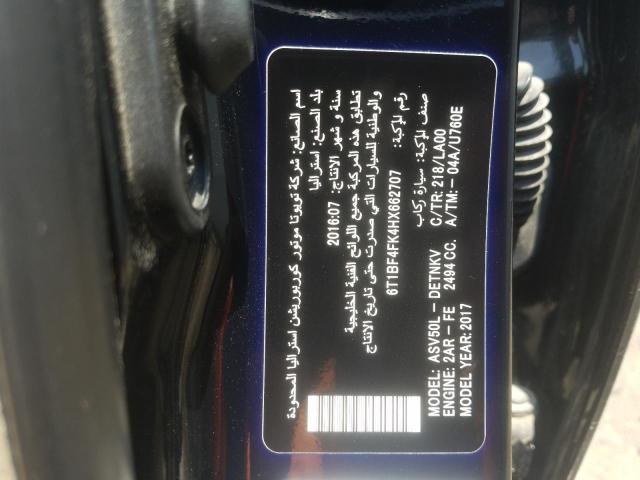 اسم الصانع: شركة تويوتا موتور كوربوريشن استراليا المحدودة
بلد الصنع: استراليا
سنة و شهر الانتاج: 2016:07
تطابق هذه المركبة جميع اللوائح الفنية الخليجية
والوطنية للسيارات التي صدرت حتى تاريخ الانتاج
رقم المركبة: 6T1BF4FK4HX662707
صنف المركبة: سيارة ركاب
MODEL: ASV50L - DETNKV C/TR: 218/LA00
ENGINE: 2AR - FE 2494 CC. A/TM: - 04A/U760E
MODEL YEAR: 2017